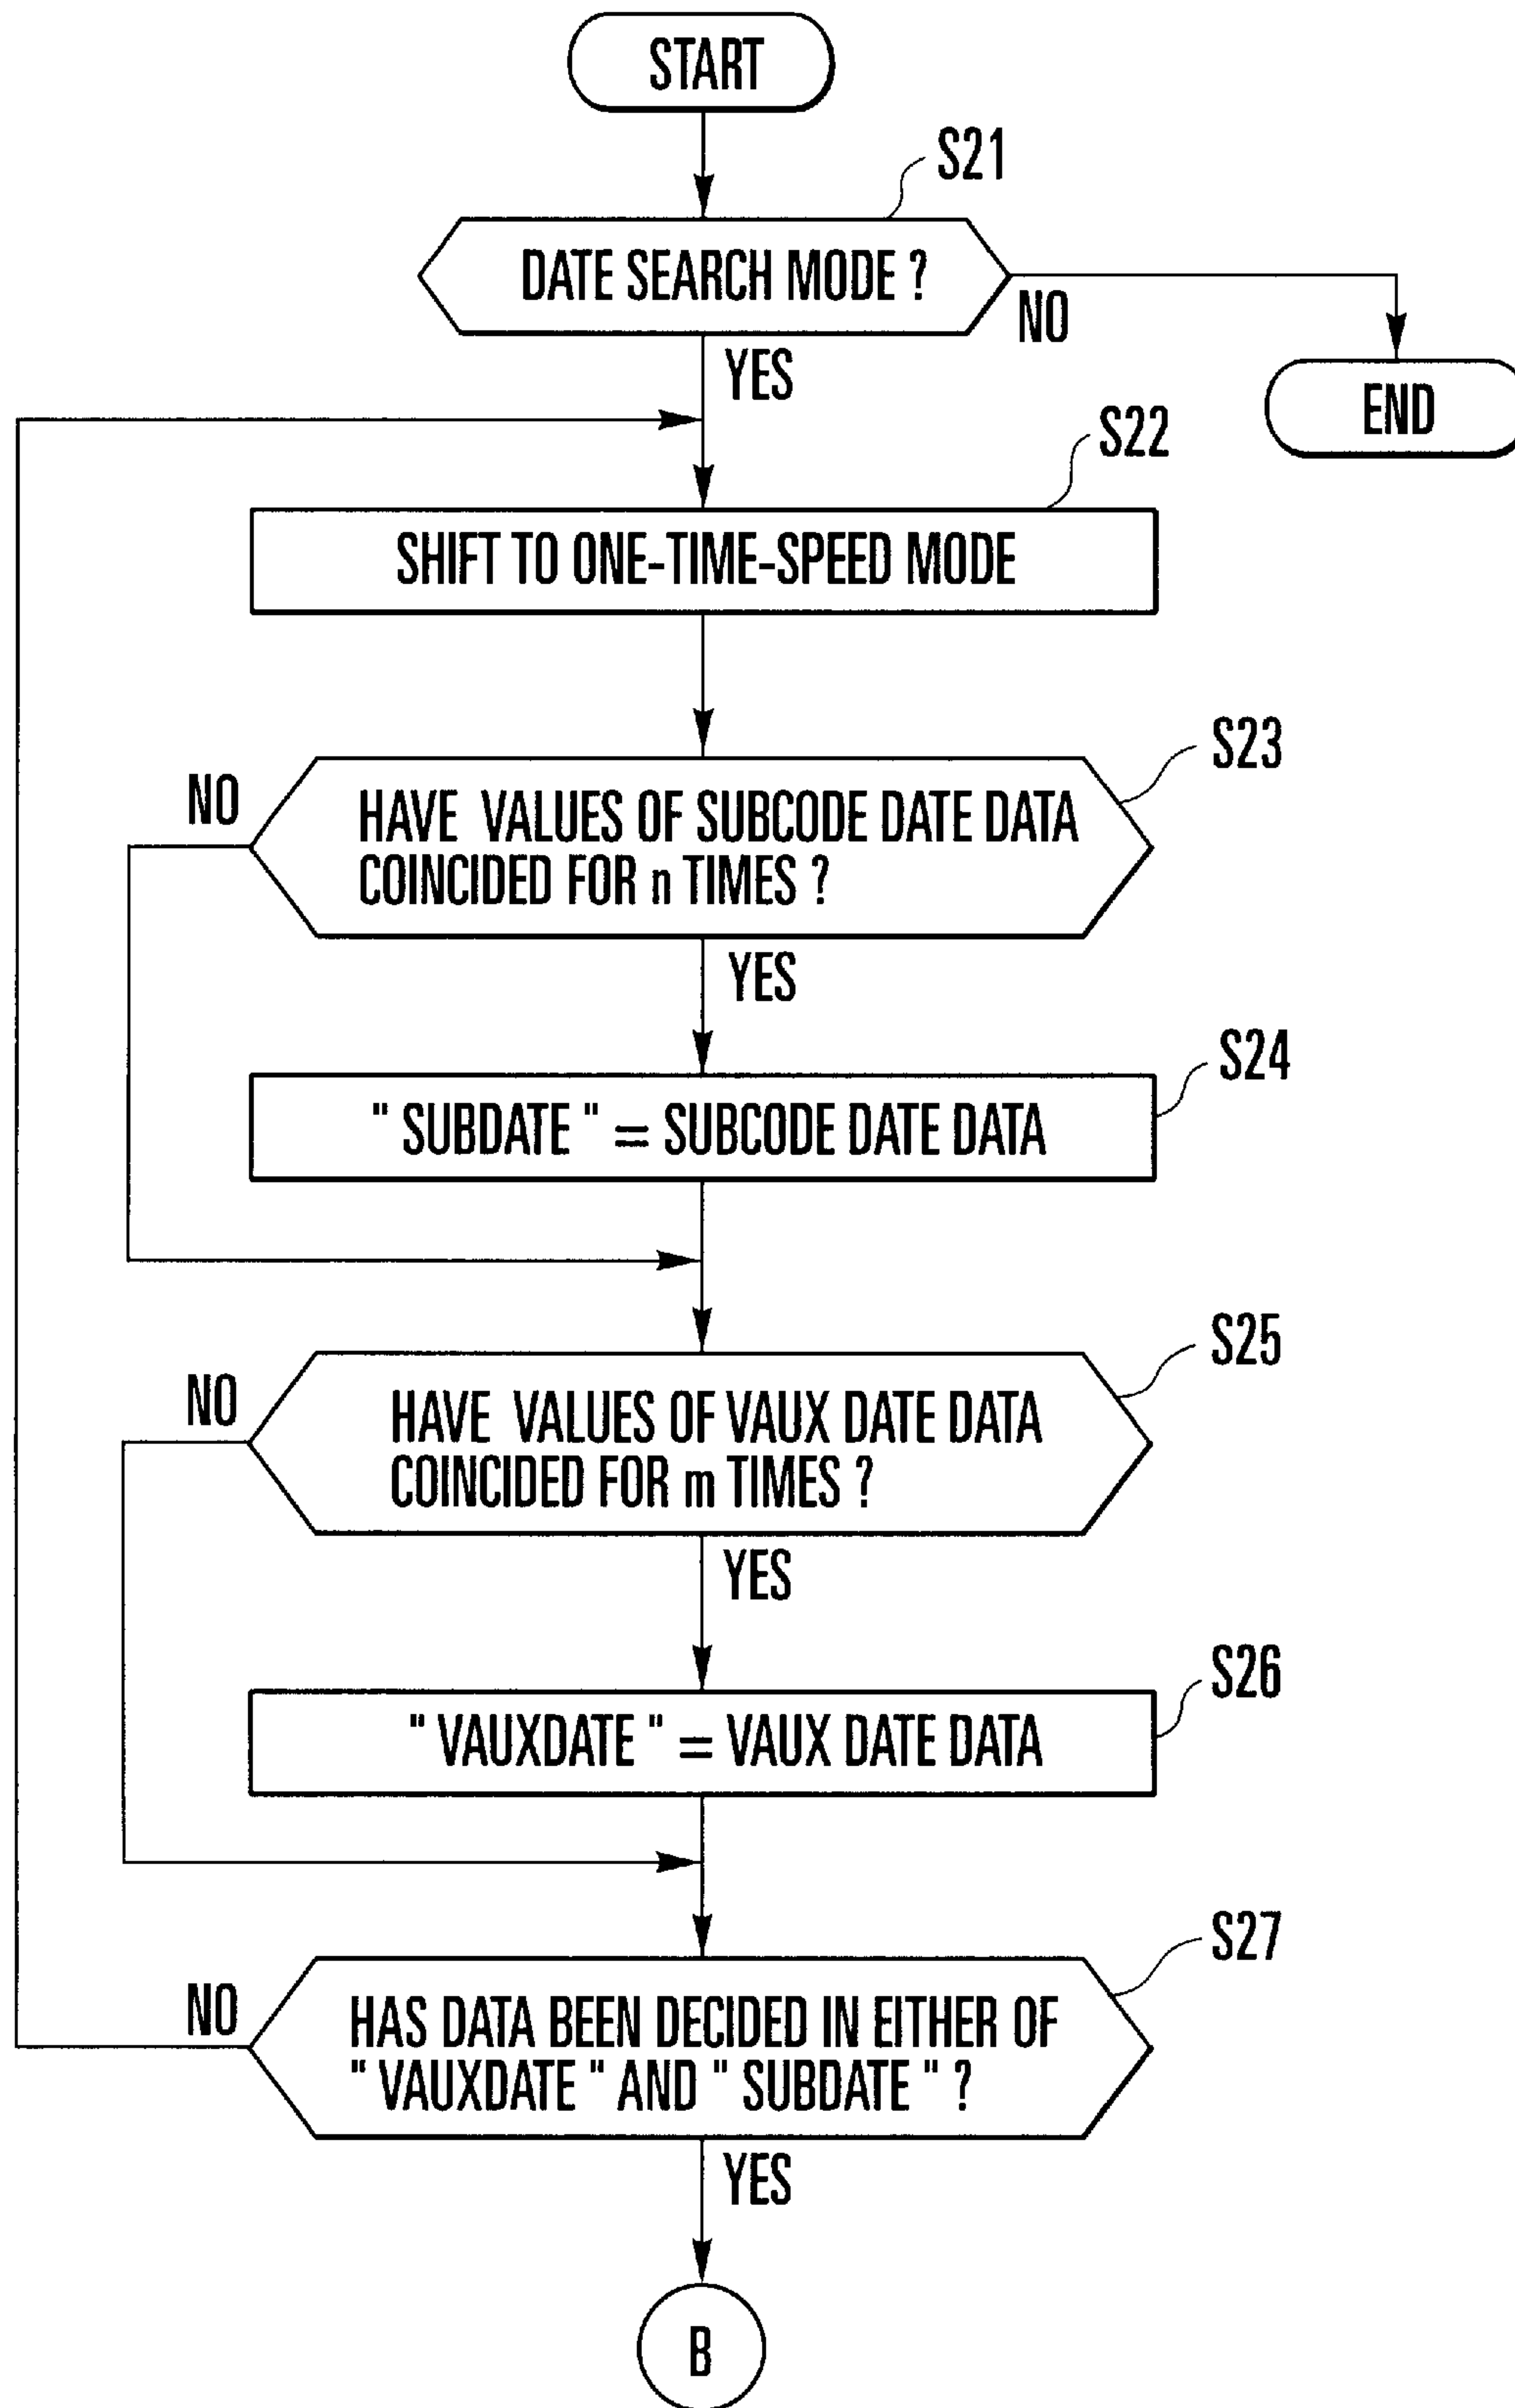 START
S21
DATE SEARCH MODE ?
NO
YES
END
S22
SHIFT TO ONE-TIME-SPEED MODE
S23
NO
HAVE VALUES OF SUBCODE DATE DATA
COINCIDED FOR n TIMES ?
YES
S24
" SUBDATE " = SUBCODE DATE DATA
S25
NO
HAVE VALUES OF VAUX DATE DATA
COINCIDED FOR m TIMES ?
YES
S26
" VAUXDATE " = VAUX DATE DATA
S27
NO
HAS DATA BEEN DECIDED IN EITHER OF
" VAUXDATE " AND " SUBDATE " ?
YES
B